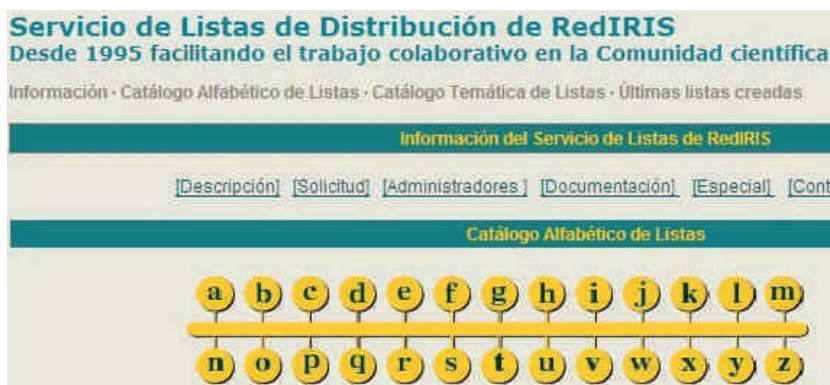 Servicio de Listas de Distribución de RedIRIS
Desde 1995 facilitando el trabajo colaborativo en la Comunidad científica
Información · Catálogo Alfabético de Listas · Catálogo Temática de Listas · Últimas listas creadas
Información del Servicio de Listas de RedIRIS
[Descripción] [Solicitud] [Administradores ] [Documentación] [Especial] [Cont
Catálogo Alfabético de Listas
a b c d e f g h i j k l m
n o p q r s t u v w x y z